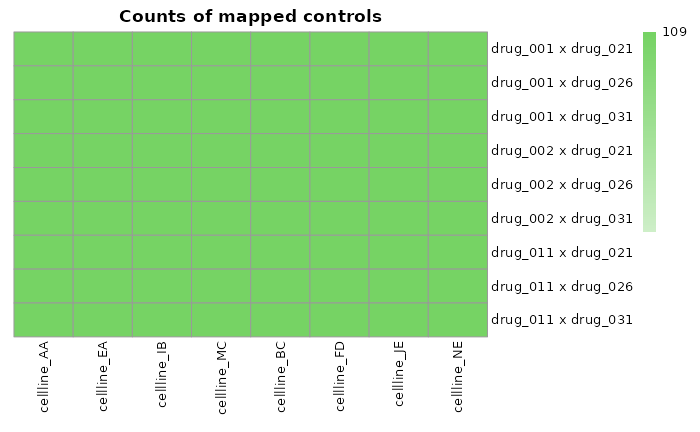 Counts of mapped controls
109
drug_001 x drug_021
drug_001 x drug_026
drug_001 x drug_031
drug_002 x drug_021
drug_002 x drug_026
drug_002 x drug_031
drug_011 x drug_021
drug_011 x drug_026
drug_011 x drug_031
cellline_AA
cellline_EA
cellline_IB
cellline_MC
cellline_BC
cellline_FD
cellline_JE
cellline_NE